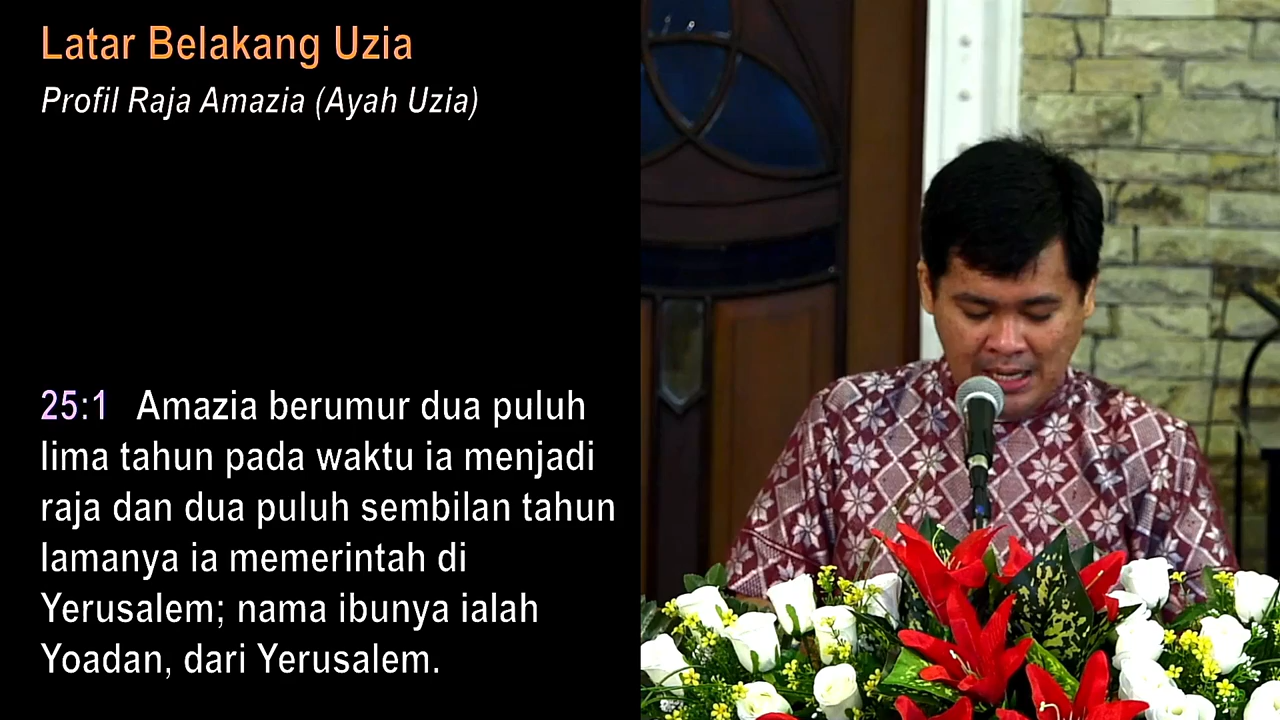 Latar Belakang Uzia
Profil Raja Amazia (Ayah Uzia)
25:1 Amazia berumur dua puluh
lima tahun pada waktu ia menjadi
raja dan dua puluh sembilan tahun
lamanya ia memerintah di
Yerusalem; nama ibunya ialah
Yoadan, dari Yerusalem.